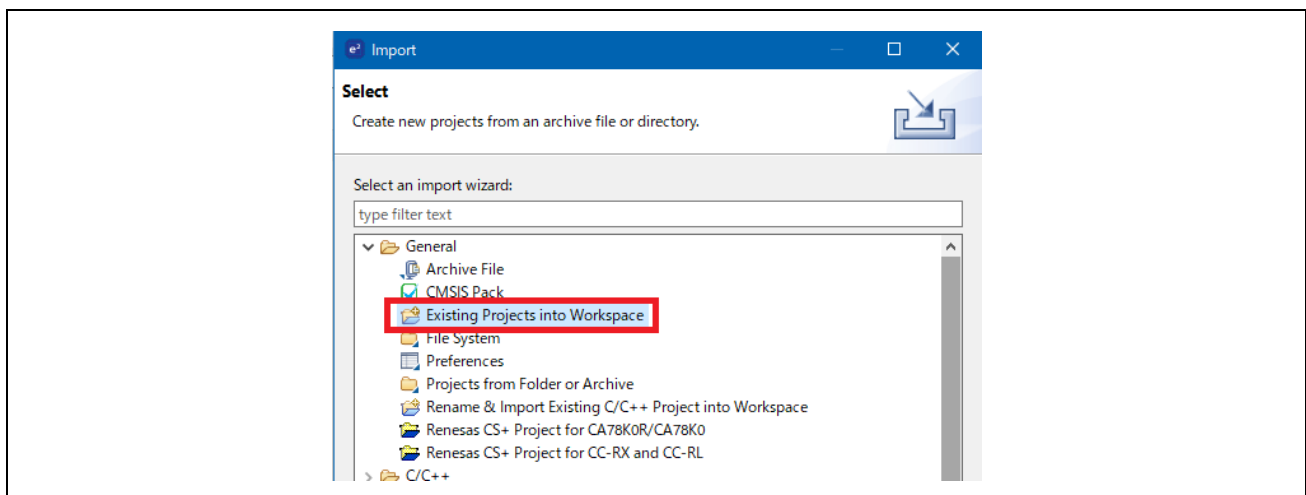 e² Import
Select
Create new projects from an archive file or directory.
Select an import wizard:
type filter text
General
Archive File
CMSIS Pack
Existing Projects into Workspace
File System
Preferences
Projects from Folder or Archive
Rename & Import Existing C/C++ Project into Workspace
Renesas CS+ Project for CA78K0R/CA78K0
Renesas CS+ Project for CC-RX and CC-RL
C/C++